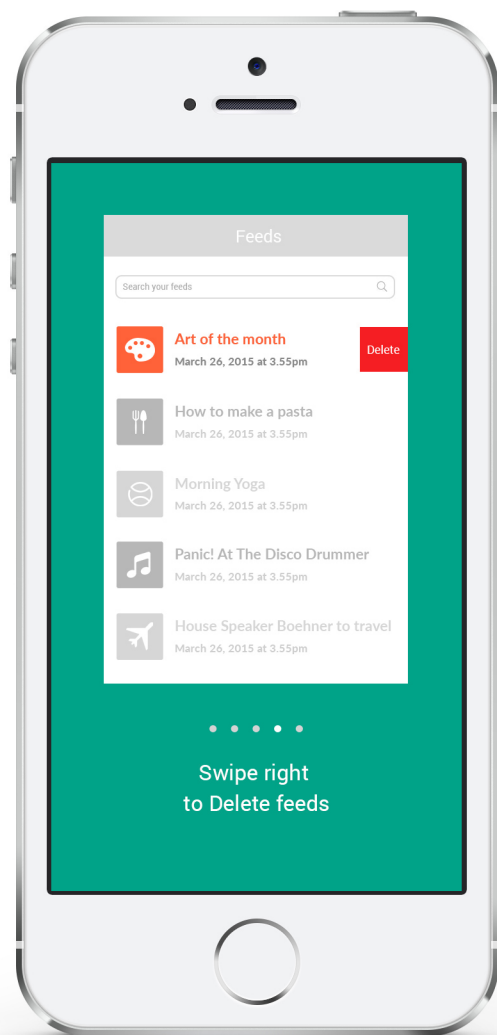 Feeds
Search your feeds
Art of the month
March 26, 2015 at 3.55pm
Delete
How to make a pasta
March 26, 2015 at 3.55pm
Morning Yoga
March 26, 2015 at 3.55pm
Panic! At The Disco Drummer
March 26, 2015 at 3.55pm
House Speaker Boehner to travel
March 26, 2015 at 3.55pm
Swipe right
to Delete feeds